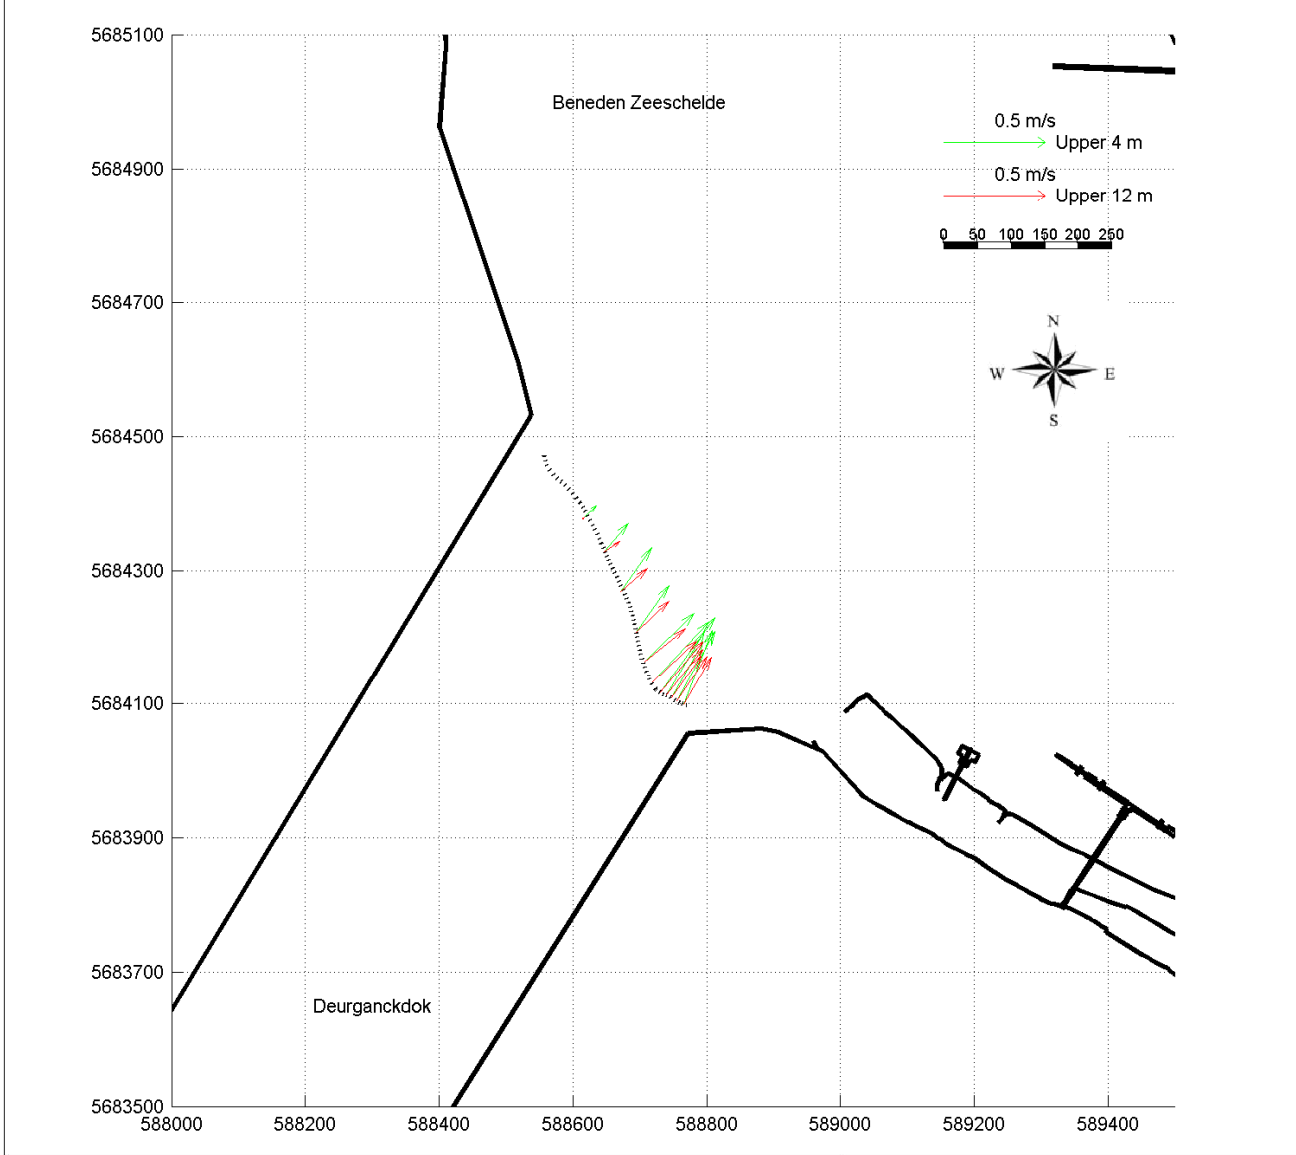 5685100
Beneden Zeeschelde
0.5 m/s
Upper 4 m
5684900
0.5 m/s
Upper 12 m
0 50 100 150 200 250
5684700
N
W E
S
5684500
5684300
5684100
5683900
5683700
Deurganckdok
5683500
588000 588200 588400 588600 588800 589000 589200 589400